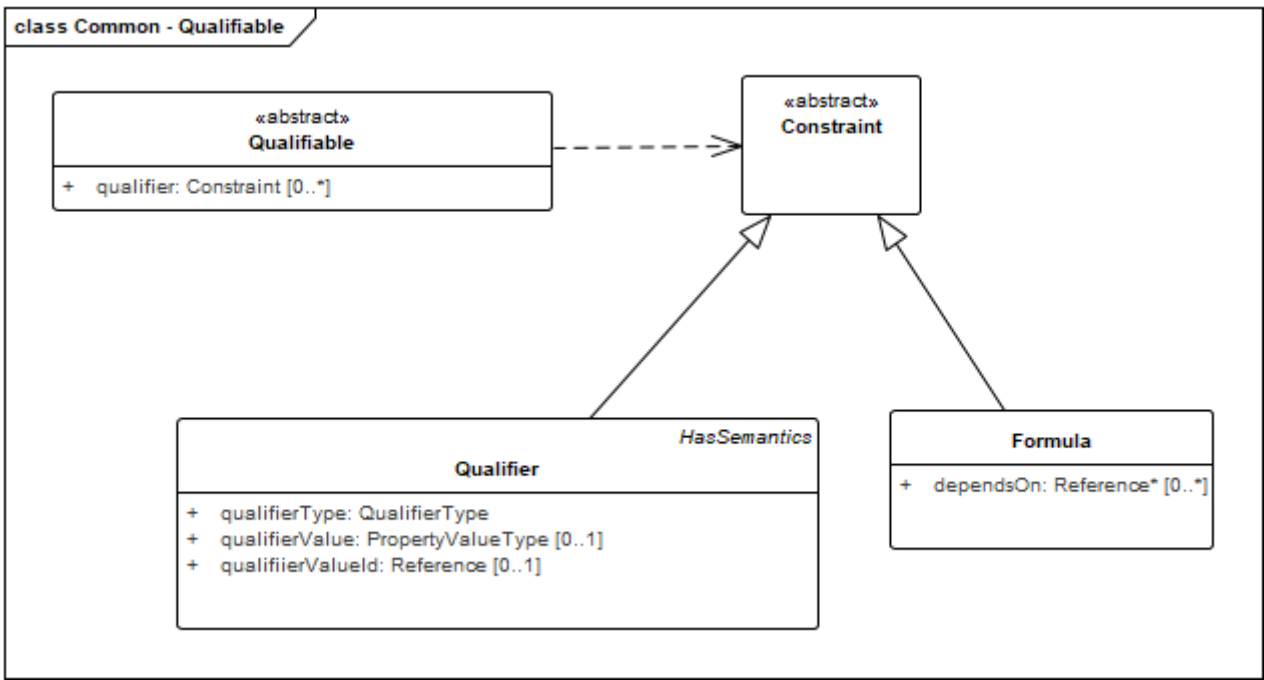 class Common - Qualifiable
«abstract»
Qualifiable
+ qualifier: Constraint [0..*]
«abstract»
Constraint
HasSemantics
Qualifier
+ qualifierType: QualifierType
+ qualifierValue: PropertyValueType [0..1]
+ qualifiierValueId: Reference [0..1]
Formula
+ dependsOn: Reference* [0..*]